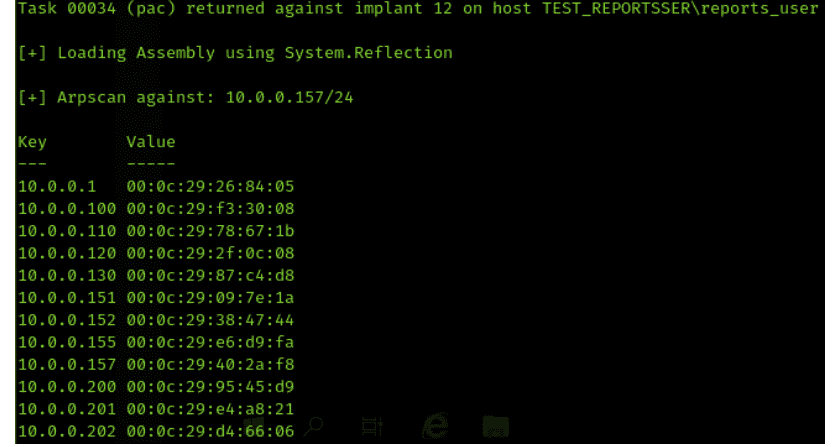 Task 00034 (pac) returned against implant 12 on host TEST_REPORTSSER\reports_user
[+] Loading Assembly using System.Reflection
[+] Arpscan against: 10.0.0.157/24
Key Value
--- -----
10.0.0.1 00:0c:29:26:84:05
10.0.0.100 00:0c:29:f3:30:08
10.0.0.110 00:0c:29:78:67:1b
10.0.0.120 00:0c:29:2f:0c:08
10.0.0.130 00:0c:29:87:c4:d8
10.0.0.151 00:0c:29:09:7e:1a
10.0.0.152 00:0c:29:38:47:44
10.0.0.155 00:0c:29:e6:d9:fa
10.0.0.157 00:0c:29:40:2a:f8
10.0.0.200 00:0c:29:95:45:d9
10.0.0.201 00:0c:29:e4:a8:21
10.0.0.202 00:0c:29:d4:66:06